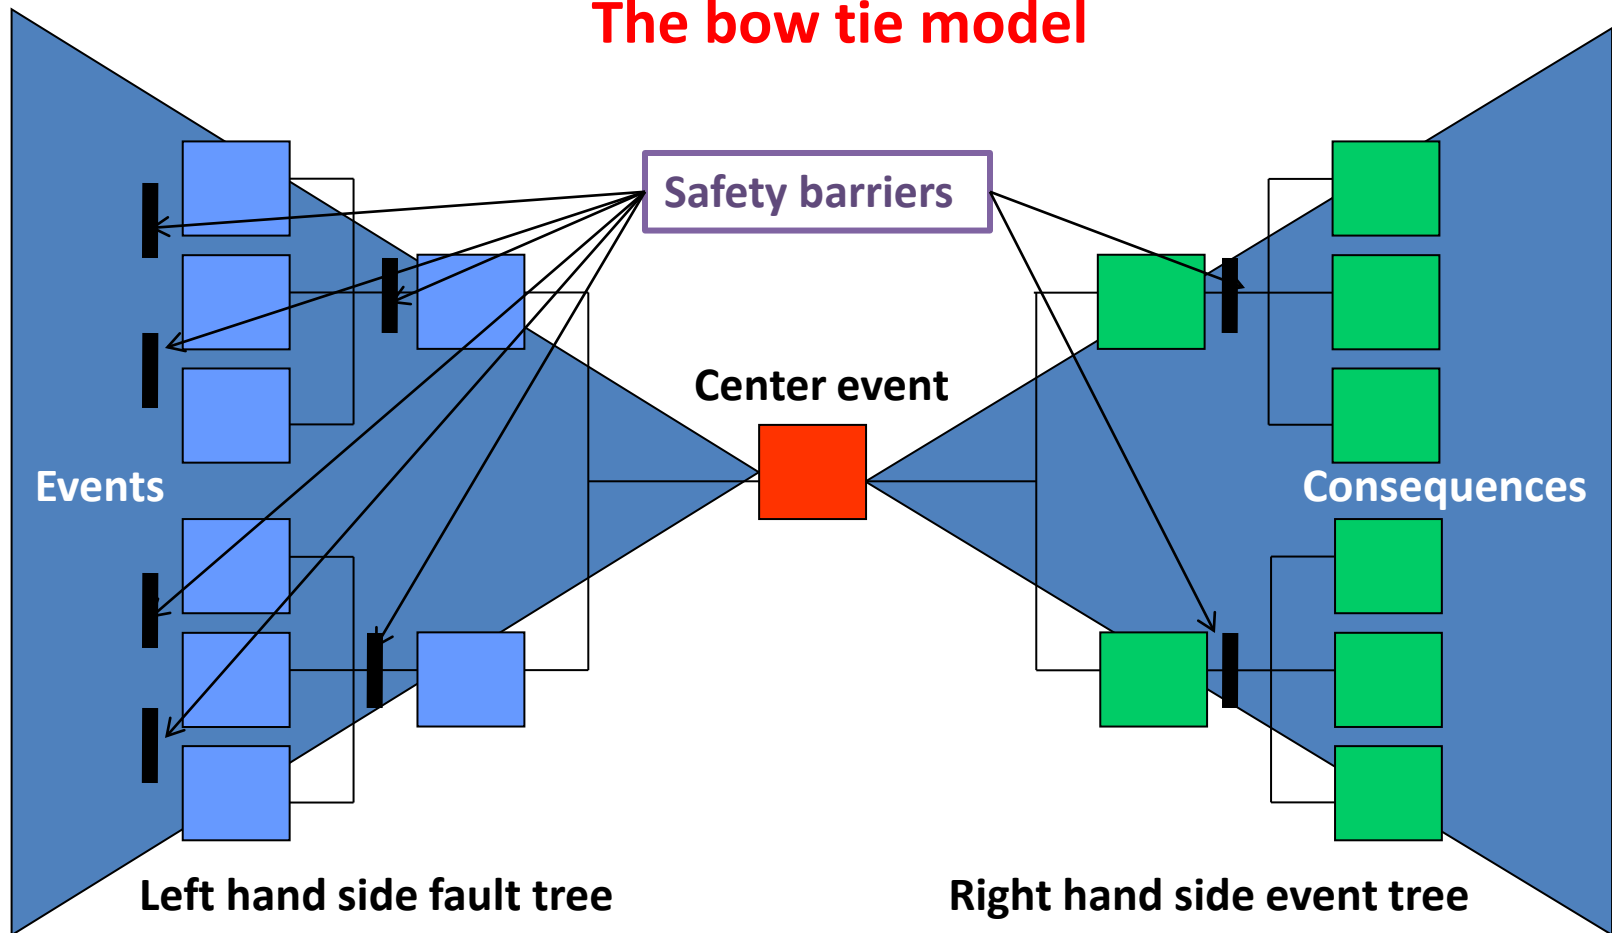 The bow tie model
Safety barriers
Center event
Events
Consequences
Left hand side fault tree
Right hand side event tree